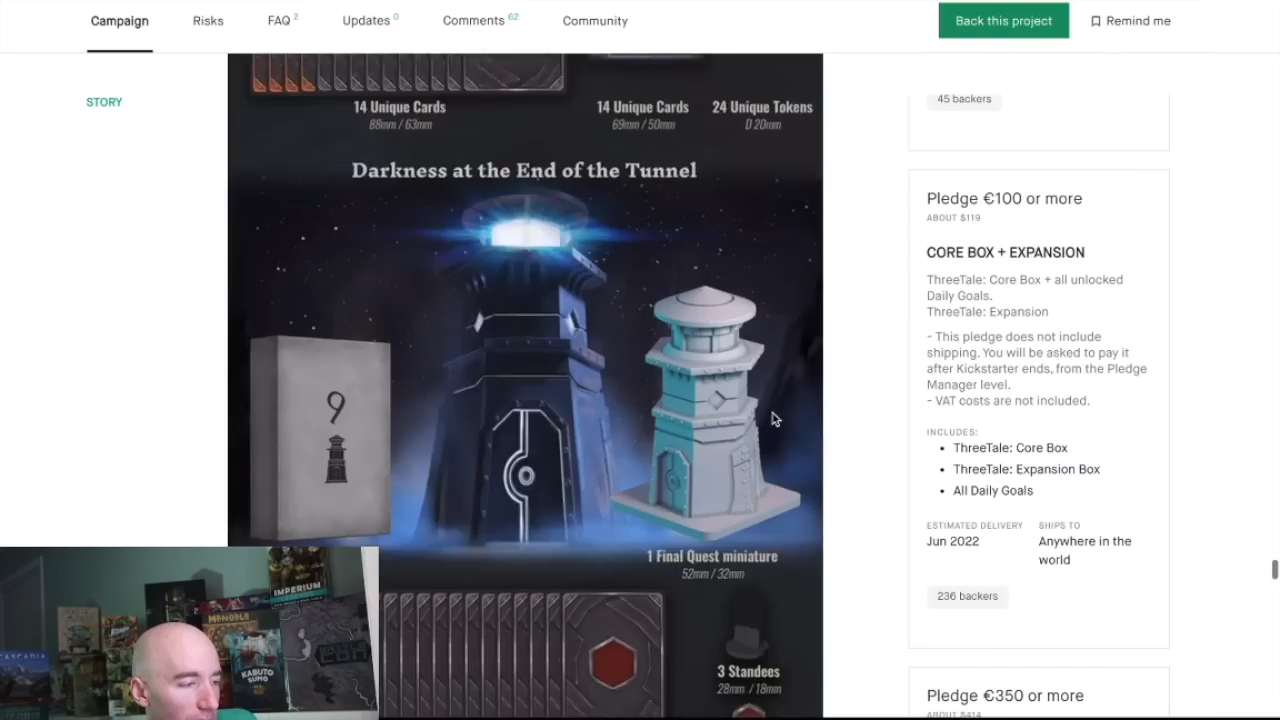 Campaign
Risks
FAQ 2
Updates 0
Comments 62
Community
Back this project
Remind me
STORY
14 Unique Cards
88mm / 63mm
14 Unique Cards
69mm / 50mm
24 Unique Tokens
D 20mm
Darkness at the End of the Tunnel
9
1 Final Quest miniature
52mm / 32mm
3 Standees
28mm / 18mm
45 backers
Pledge €100 or more
ABOUT $119
CORE BOX + EXPANSION
ThreeTale: Core Box + all unlocked
Daily Goals.
ThreeTale: Expansion
- This pledge does not include
shipping. You will be asked to pay it
after Kickstarter ends, from the Pledge
Manager level.
- VAT costs are not included.
INCLUDES:
• ThreeTale: Core Box
• ThreeTale: Expansion Box
• All Daily Goals
ESTIMATED DELIVERY
Jun 2022
SHIPS TO
Anywhere in the
world
236 backers
Pledge €350 or more
ABOUT $414
IMPERIUM
MANDALA
KABUTO
SUMO
CASCADIA